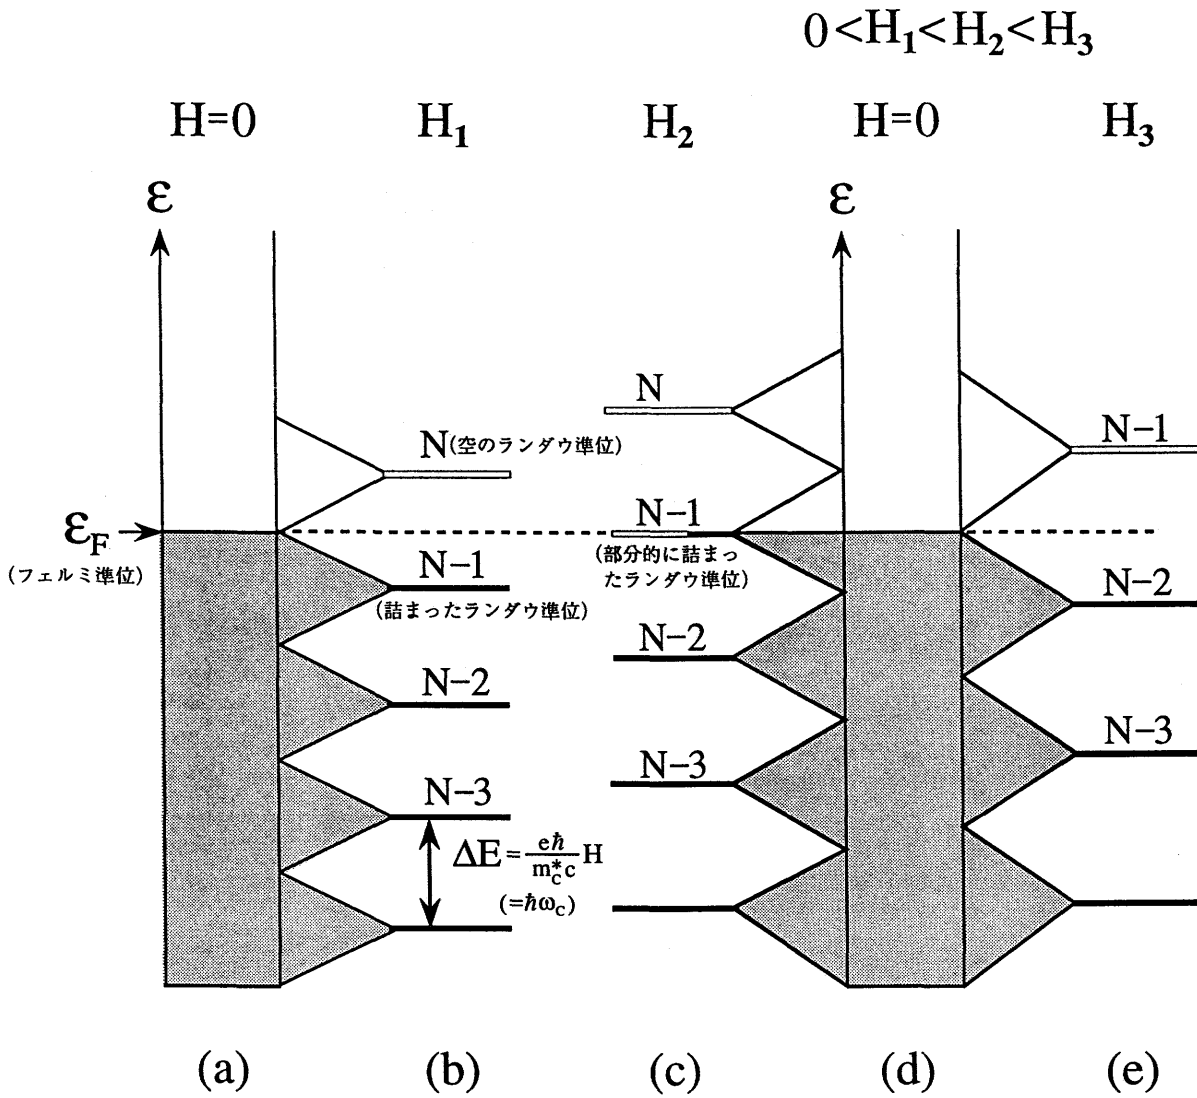 0<H₁<H₂<H₃
H=0
H₁
H₂
H=0
H₃
ε
ε
N
N(空のランダウ準位)
N−1
ε_F
(フェルミ準位)
N−1
(部分的に詰まっ
たランダウ準位)
N−1
(詰まったランダウ準位)
N−2
N−2
N−2
N−3
N−3
N−3
ΔE=eħ/m*_c c H
(=ħω_c)
(a)
(b)
(c)
(d)
(e)